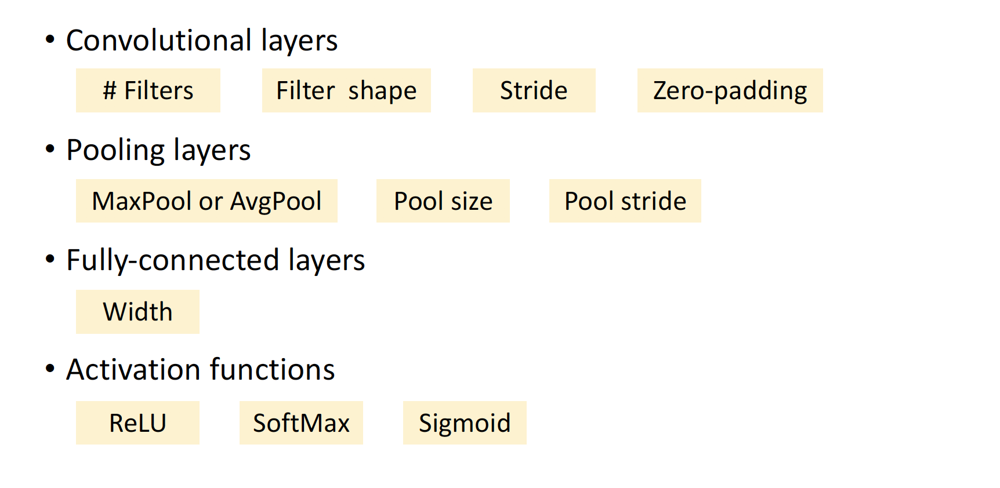 • Convolutional layers
# Filters Filter shape Stride Zero-padding
• Pooling layers
MaxPool or AvgPool Pool size Pool stride
• Fully-connected layers
Width
• Activation functions
ReLU SoftMax Sigmoid